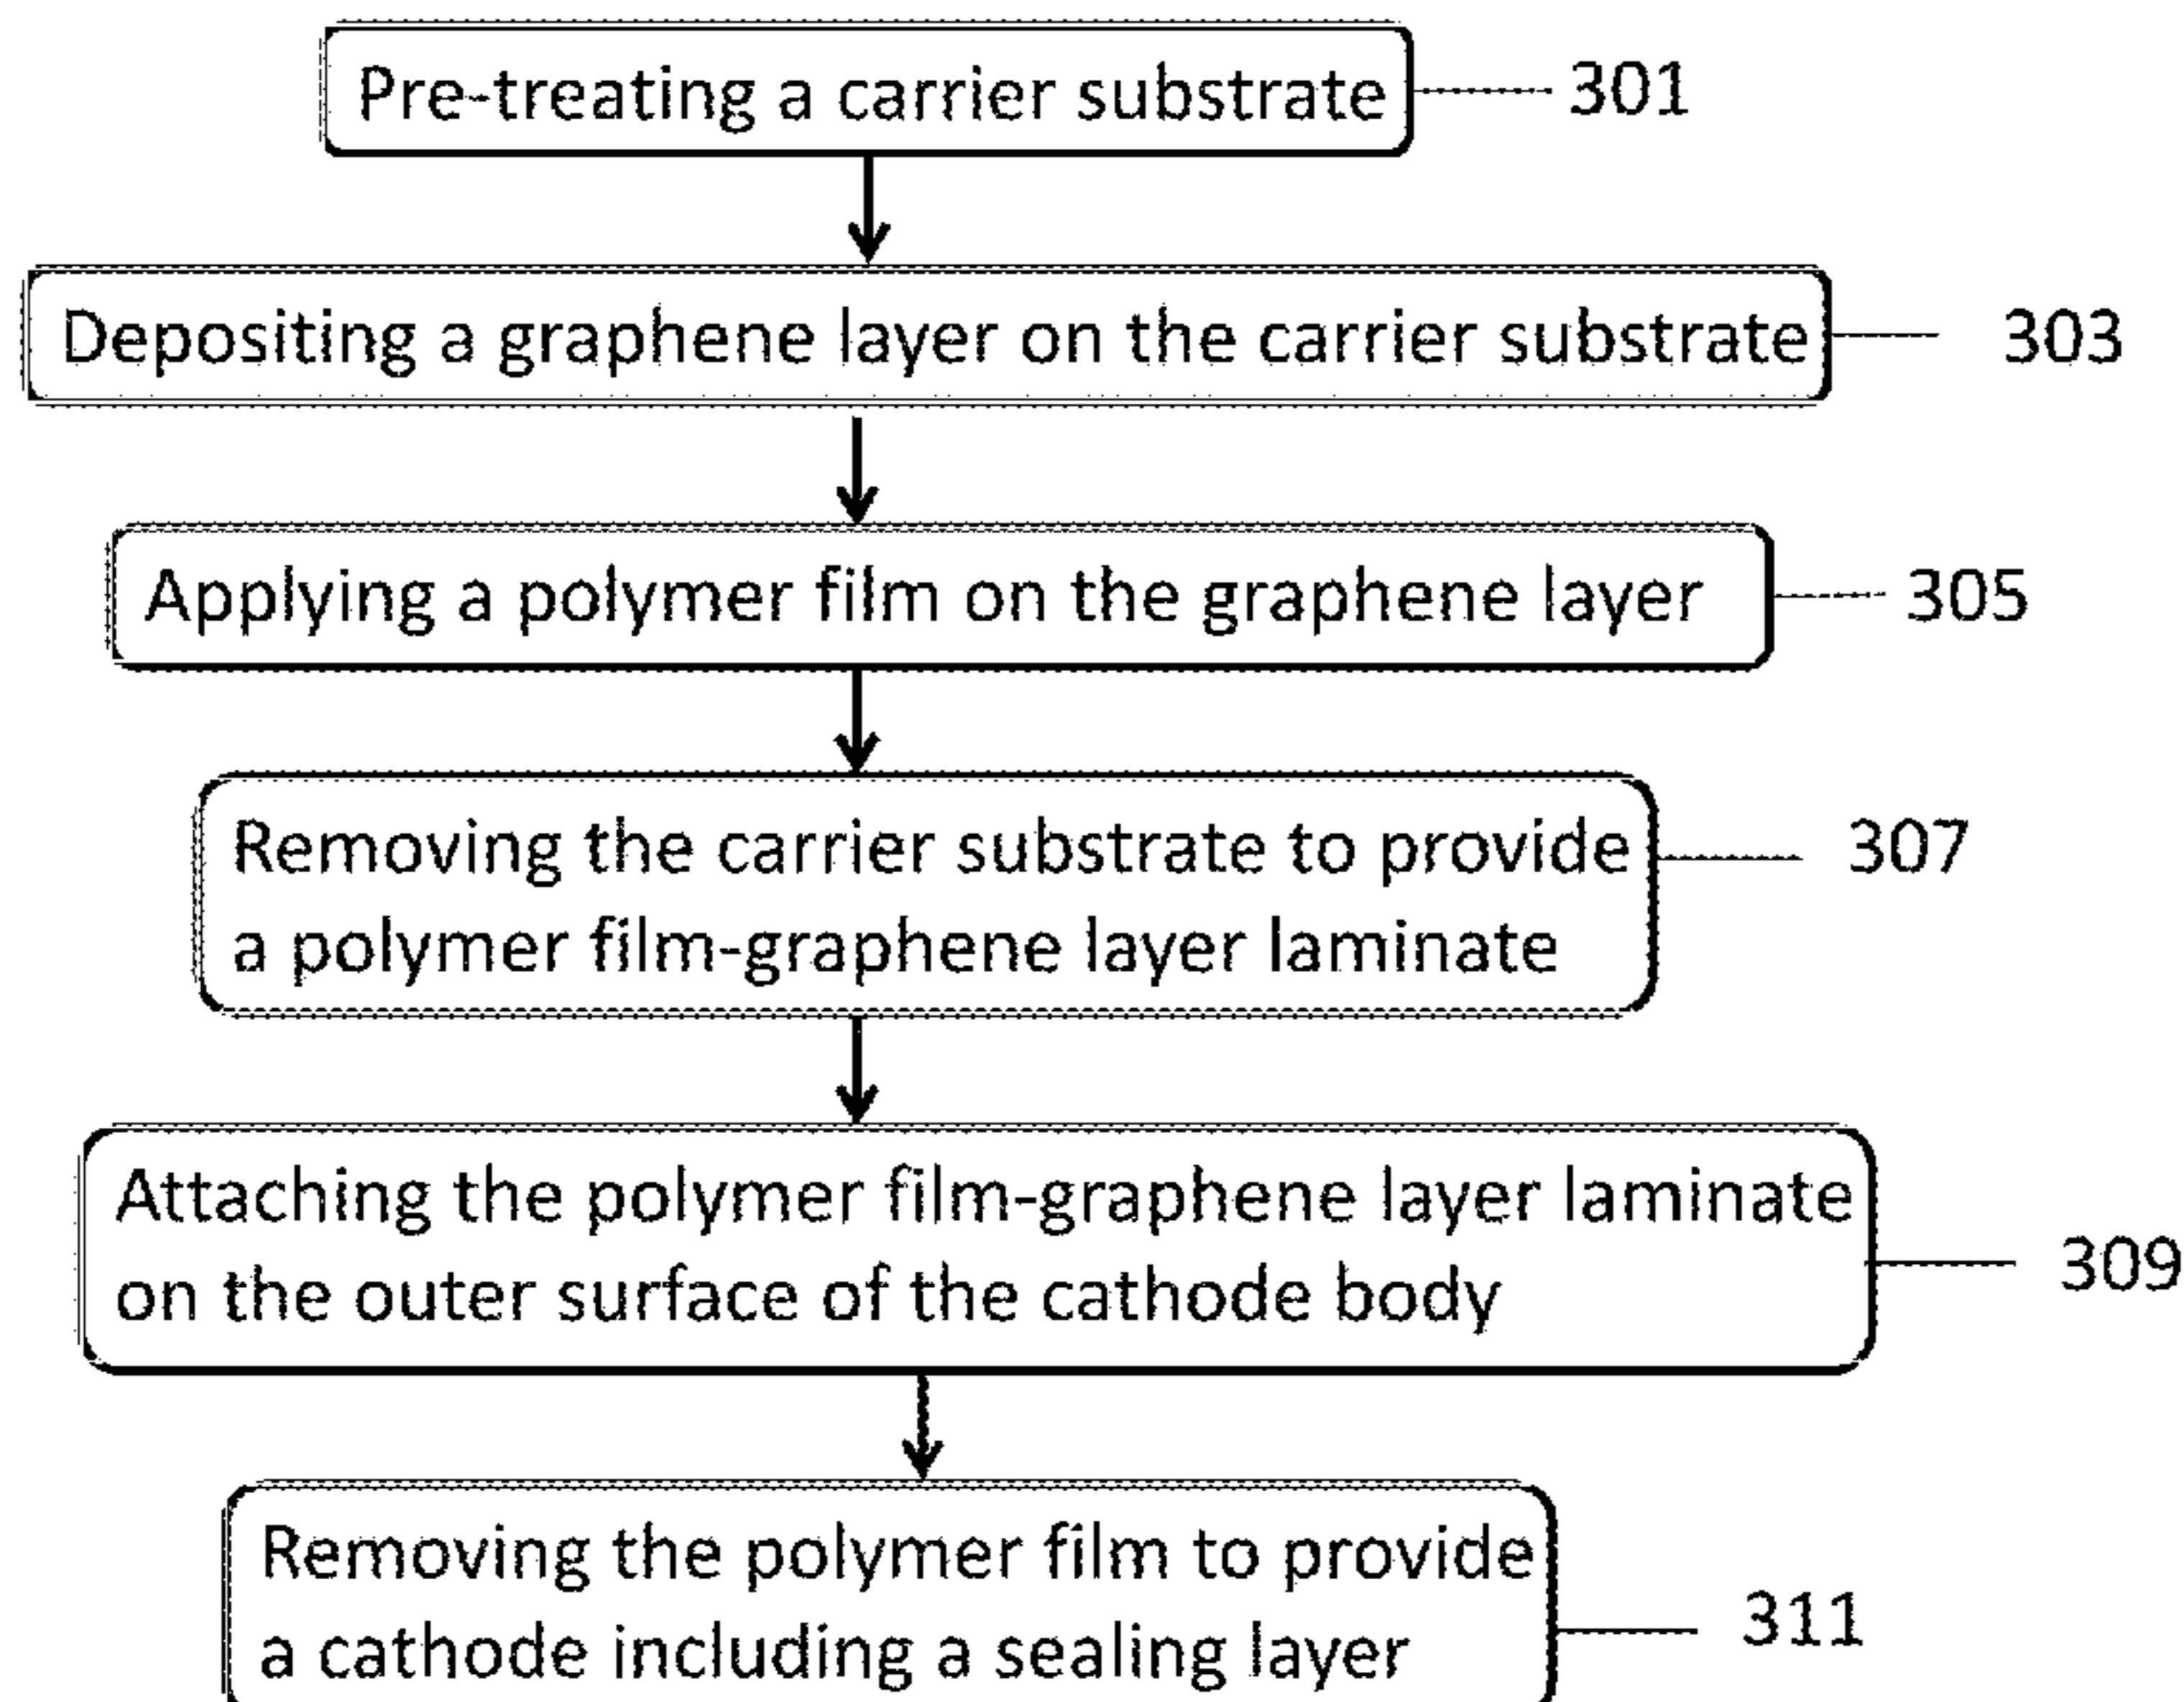 Pre-treating a carrier substrate 301
Depositing a graphene layer on the carrier substrate 303
Applying a polymer film on the graphene layer 305
Removing the carrier substrate to provide 307
a polymer film-graphene layer laminate
Attaching the polymer film-graphene layer laminate
on the outer surface of the cathode body 309
Removing the polymer film to provide
a cathode including a sealing layer 311